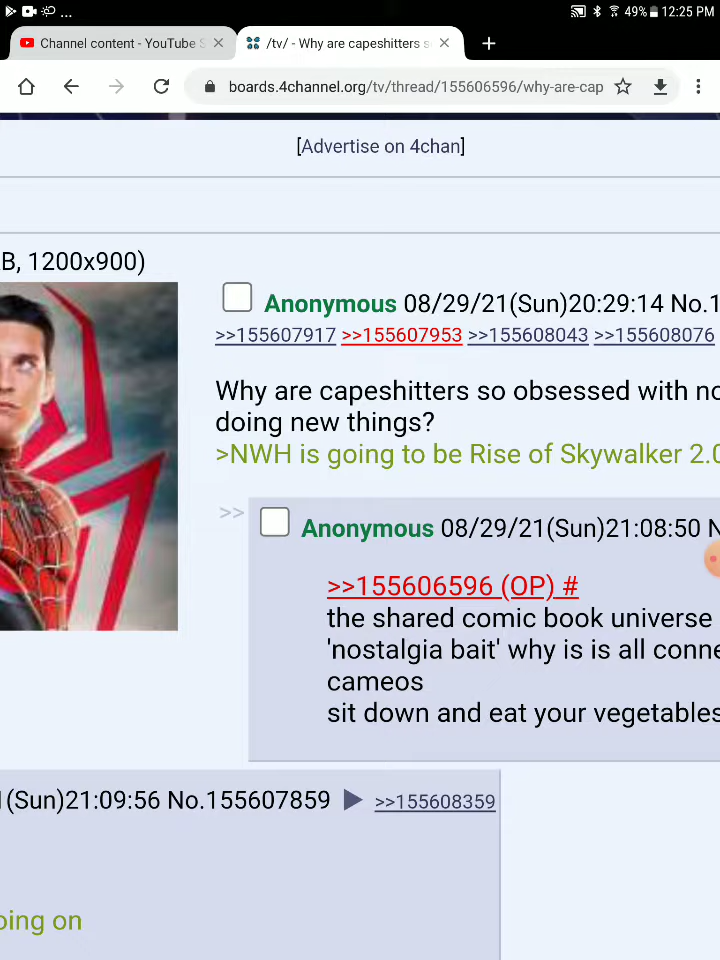 49% 12:25 PM
Channel content - YouTube S
/tv/ - Why are capeshitters s
boards.4channel.org/tv/thread/155606596/why-are-cap
[Advertise on 4chan]
B, 1200x900)
Anonymous 08/29/21(Sun)20:29:14 No.1
>>155607917 >>155607953 >>155608043 >>155608076
Why are capeshitters so obsessed with no
doing new things?
>NWH is going to be Rise of Skywalker 2.0
>>
Anonymous 08/29/21(Sun)21:08:50 N
>>155606596 (OP) #
the shared comic book universe
'nostalgia bait' why is is all conne
cameos
sit down and eat your vegetables
(Sun)21:09:56 No.155607859 ▶ >>155608359
oing on